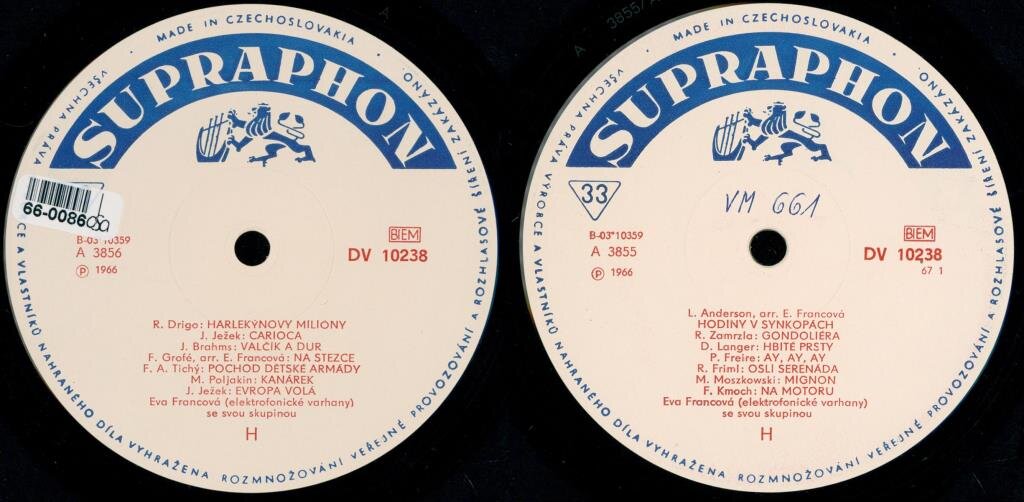 MADE IN CZECHOSLOVAKIA
SUPRAPHON
VŠECHNA PRÁVA
CE A VLASTNÍKŮ NAHRANÉHO DÍLA VYHRAŽENA. ROZMNOŽOVÁNÍ VEŘEJNÉ PROVOZOVÁNÍ A ROZHLASOVÉ ŠÍŘENÍ ZAKÁZÁNO.
66-0086
B-03*10359
A 3856
Ⓟ 1966
BIEM
DV 10238
R. Drigo: HARLEKÝNOVY MILIONY
J. Ježek: CARIOCA
J. Brahms: VALČÍK A DUR
F. Grofé, arr. E. Francová: NA STEZCE
F. A. Tichý: POCHOD DĚTSKÉ ARMÁDY
M. Poljakin: KANÁREK
J. Ježek: EVROPA VOLÁ
Eva Francová (elektrofonické varhany)
se svou skupinou
H
A 3855/
MADE IN CZECHOSLOVAKIA
SUPRAPHON
VŠECHNA PRÁVA VÝROBCE A VLASTNÍKŮ NAHRANÉHO DÍLA VYHRAŽENA. ROZMNOŽOVÁNÍ VEŘEJNÉ PROVOZOVÁNÍ A ROZHLASOVÉ ŠÍŘENÍ ZAKÁZÁNO.
33
VM 661
B-03*10359
A 3855
Ⓟ 1966
BIEM
DV 10238
67 1
L. Anderson, arr. E. Francová
HODINY V SYNKOPÁCH
R. Zamrzla: GONDOLIÉRA
D. Langer: HBITÉ PRSTY
P. Freire: AY, AY, AY
R. Friml: OSLÍ SERENÁDA
M. Moszkowski: MIGNON
F. Kmoch: NA MOTORU
Eva Francová (elektrofonické varhany)
se svou skupinou
H